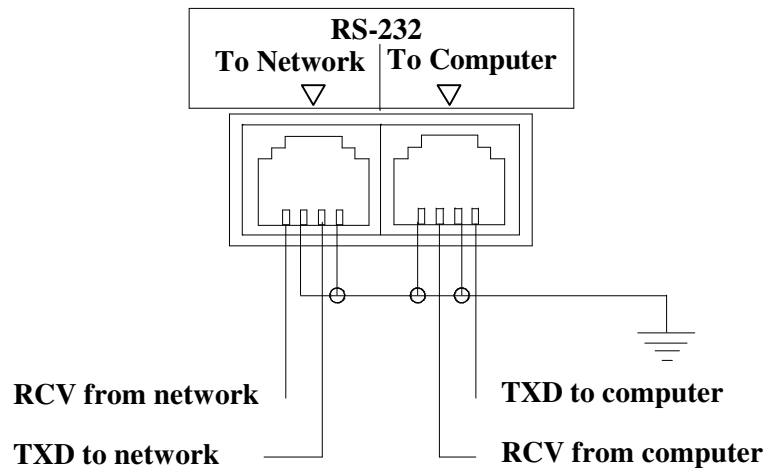 RS-232
To Network
To Computer
RCV from network
TXD to computer
TXD to network
RCV from computer